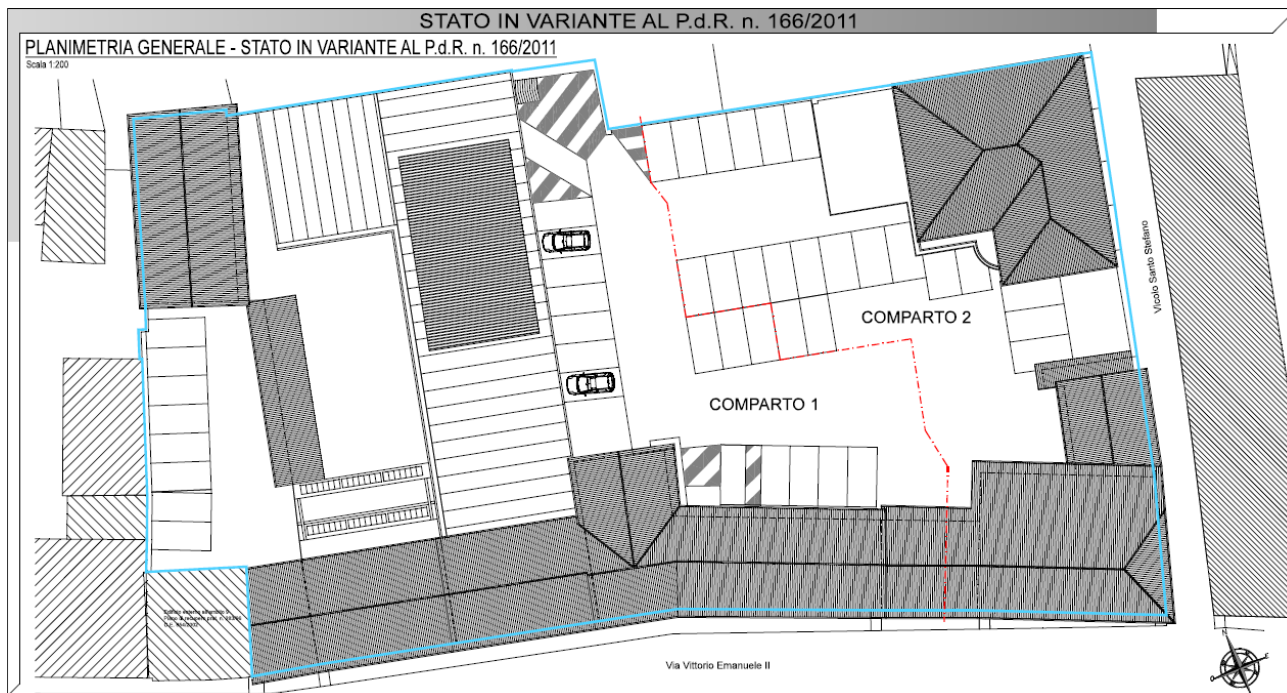 STATO IN VARIANTE AL P.d.R. n. 166/2011
PLANIMETRIA GENERALE - STATO IN VARIANTE AL P.d.R. n. 166/2011
Scala 1:200
Vicolo Santo Stefano
COMPARTO 2
COMPARTO 1
Via Vittorio Emanuele II
N
E
O